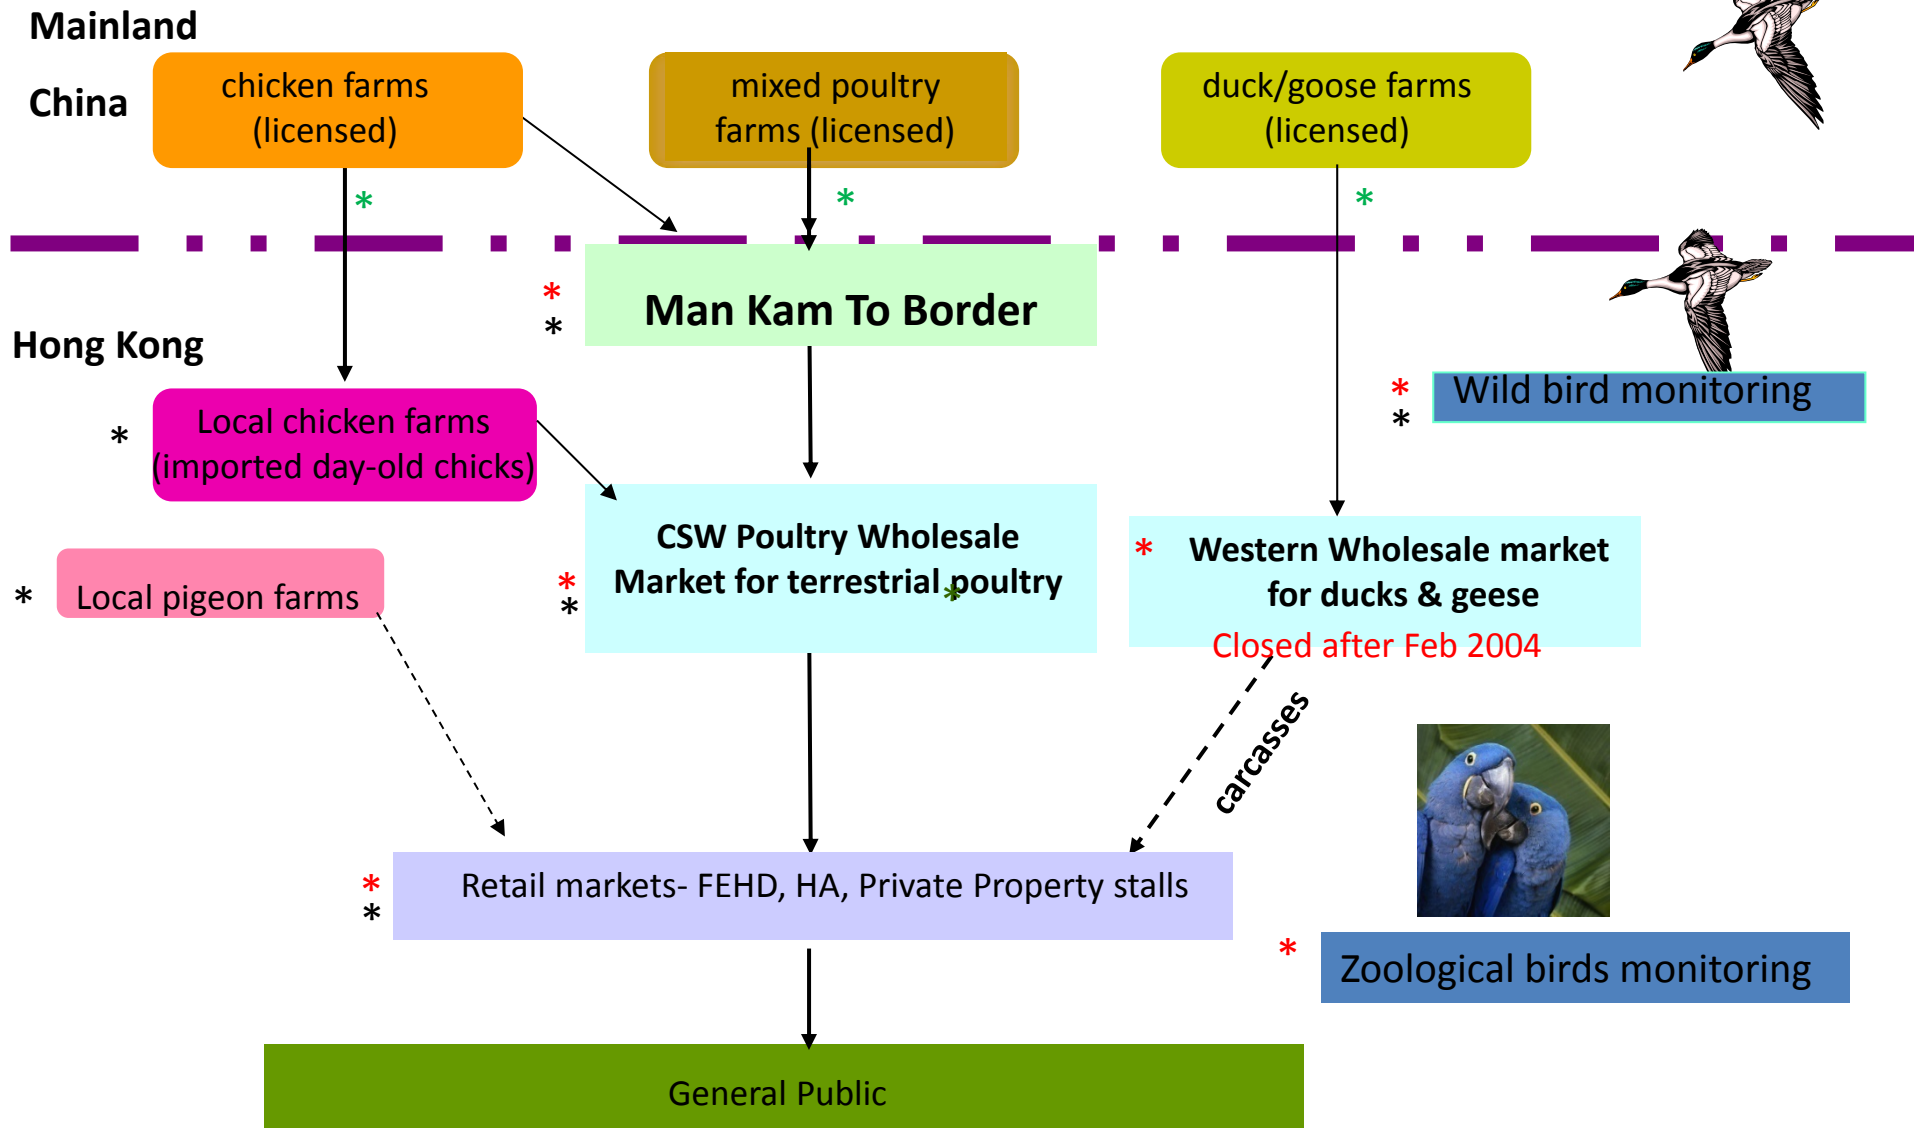 Mainland
China
chicken farms
(licensed)
mixed poultry
farms (licensed)
duck/goose farms
(licensed)
*
*
*
Man Kam To Border
*
*
Hong Kong
Wild bird monitoring
*
*
Local chicken farms
(imported day-old chicks)
*
CSW Poultry Wholesale
Market for terrestrial poultry
*
*
*
Western Wholesale market
for ducks & geese
Closed after Feb 2004
*
Local pigeon farms
*
carcasses
Retail markets- FEHD, HA, Private Property stalls
*
*
Zoological birds monitoring
*
General Public